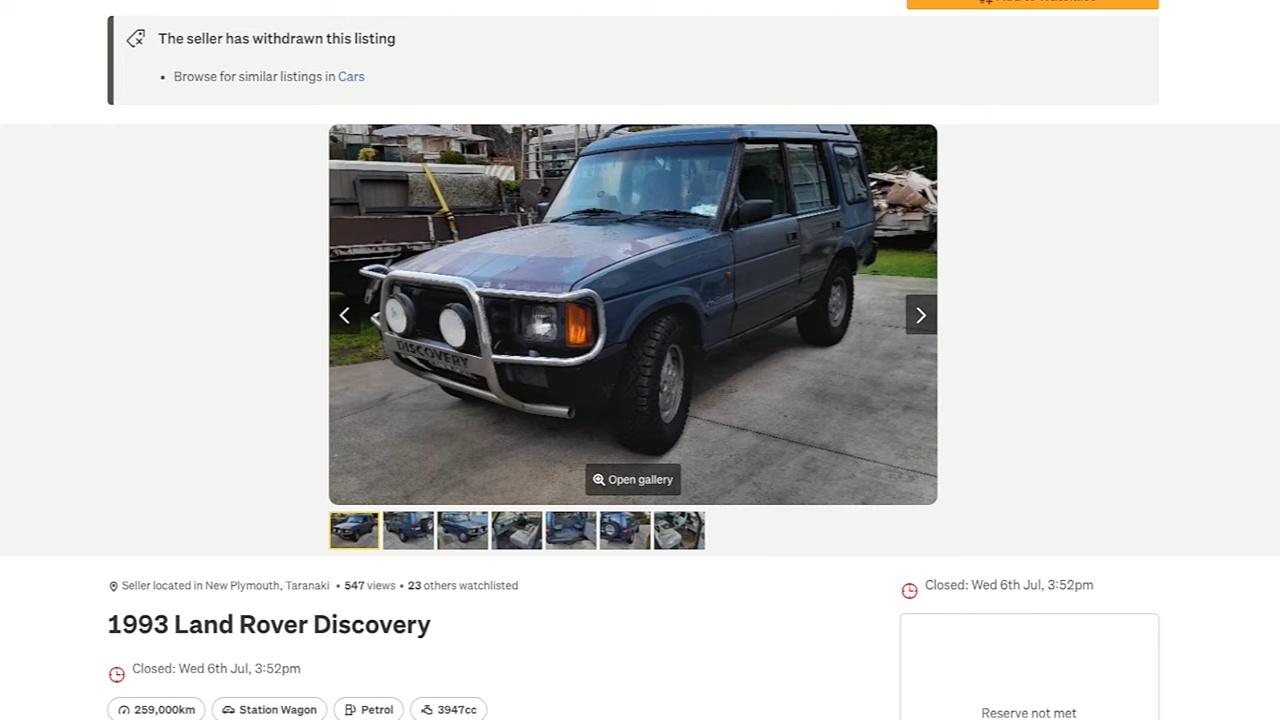 The seller has withdrawn this listing
• Browse for similar listings in Cars
DISCOVERY
Open gallery
Seller located in New Plymouth, Taranaki • 547 views • 23 others watchlisted
Closed: Wed 6th Jul, 3:52pm
1993 Land Rover Discovery
Closed: Wed 6th Jul, 3:52pm
259,000km Station Wagon Petrol 3947cc
Reserve not met